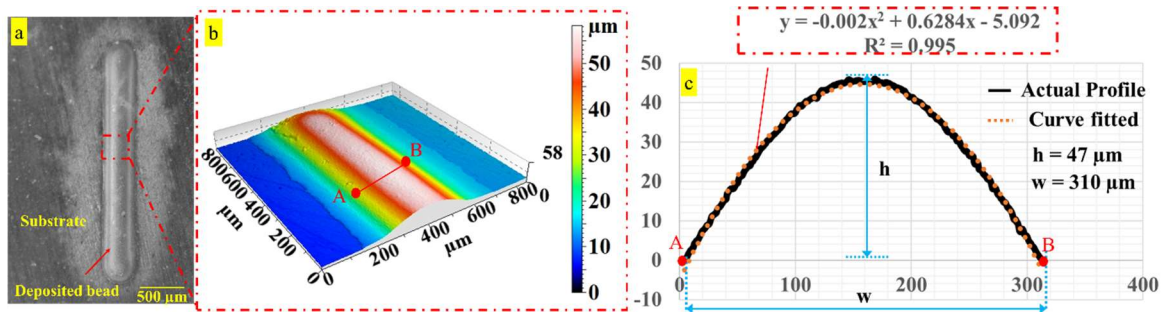 a
Substrate
Deposited bead
500 µm
b
A
B
800
600
400
200
0
µm
0
200
400
600
800
µm
58
0
µm
50
40
30
20
10
0
y = -0.002x² + 0.6284x - 5.092
R² = 0.995
c
50
40
30
20
10
0
-10
0
100
200
300
400
A
B
h
w
Actual Profile
Curve fitted
h = 47 µm
w = 310 µm